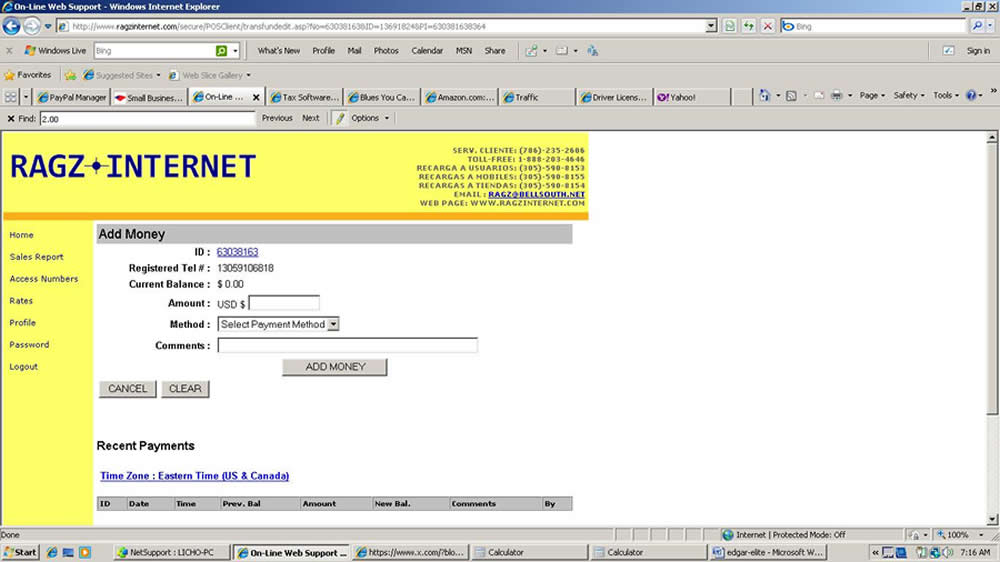 On-Line Web Support - Windows Internet Explorer
http://www.ragzinternet.com/secure/POSClient/transfundedit.asp?No=63038163&ID=13691824&PI=630381638364
Bing
Windows Live Bing What's New Profile Mail Photos Calendar MSN Share Sign in
Favorites Suggested Sites Web Slice Gallery
PayPal Manager Small Business... On-Line ... Tax Software... Blues You Ca... Amazon.com:... Traffic Driver Licens... Yahoo! Page Safety Tools
Find: 2.00 Previous Next Options
RAGZ INTERNET
SERV. CLIENTE: (786)-235-2606
TOLL-FREE: 1-888-203-4646
RECARGA A USUARIOS: (305)-590-8153
RECARGAS A MOBILES: (305)-590-8155
RECARGAS A TIENDAS: (305)-590-8154
EMAIL : RAGZ@BELLSOUTH.NET
WEB PAGE: WWW.RAGZINTERNET.COM
Home
Sales Report
Access Numbers
Rates
Profile
Password
Logout
Add Money
ID : 63038163
Registered Tel # : 13059106818
Current Balance : $ 0.00
Amount : USD $
Method : Select Payment Method
Comments :
ADD MONEY
CANCEL CLEAR
Recent Payments
Time Zone : Eastern Time (US & Canada)
ID Date Time Prev. Bal Amount New Bal. Comments By
Done Internet | Protected Mode: Off 100%
Start NetSupport : LICHO-PC On-Line Web Support ... https://www.x.com/?blo... Calculator Calculator edgar-elite - Microsoft W... 7:16 AM